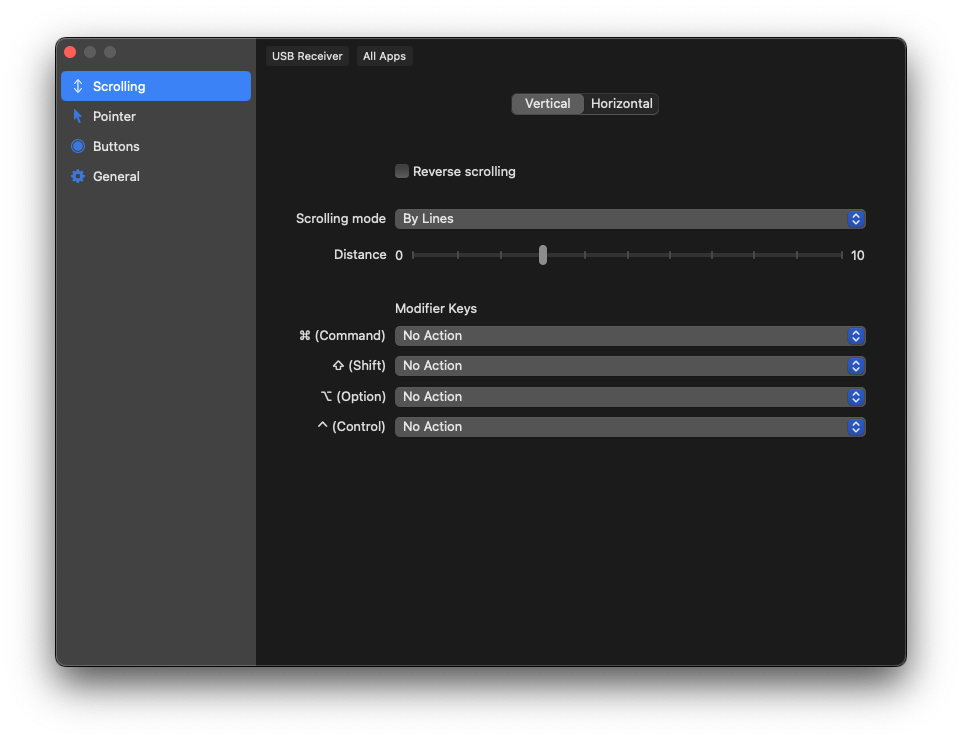 USB Receiver All Apps
Scrolling
Pointer
Buttons
General
Vertical Horizontal
Reverse scrolling
Scrolling mode By Lines
Distance 0 10
Modifier Keys
⌘ (Command) No Action
⇧ (Shift) No Action
⌥ (Option) No Action
^ (Control) No Action